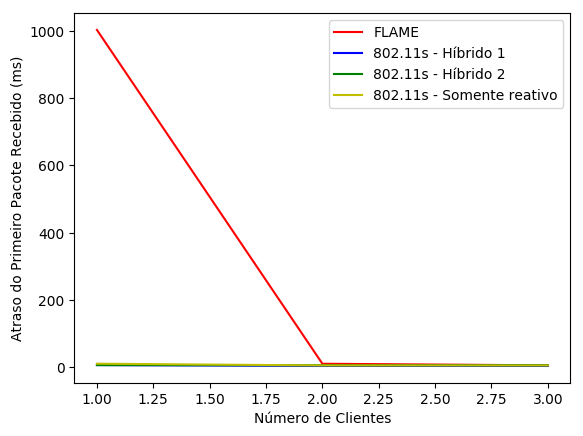 FLAME
802.11s - Híbrido 1
802.11s - Híbrido 2
802.11s - Somente reativo
Atraso do Primeiro Pacote Recebido (ms)
1000
800
600
400
200
0
1.00 1.25 1.50 1.75 2.00 2.25 2.50 2.75 3.00
Número de Clientes